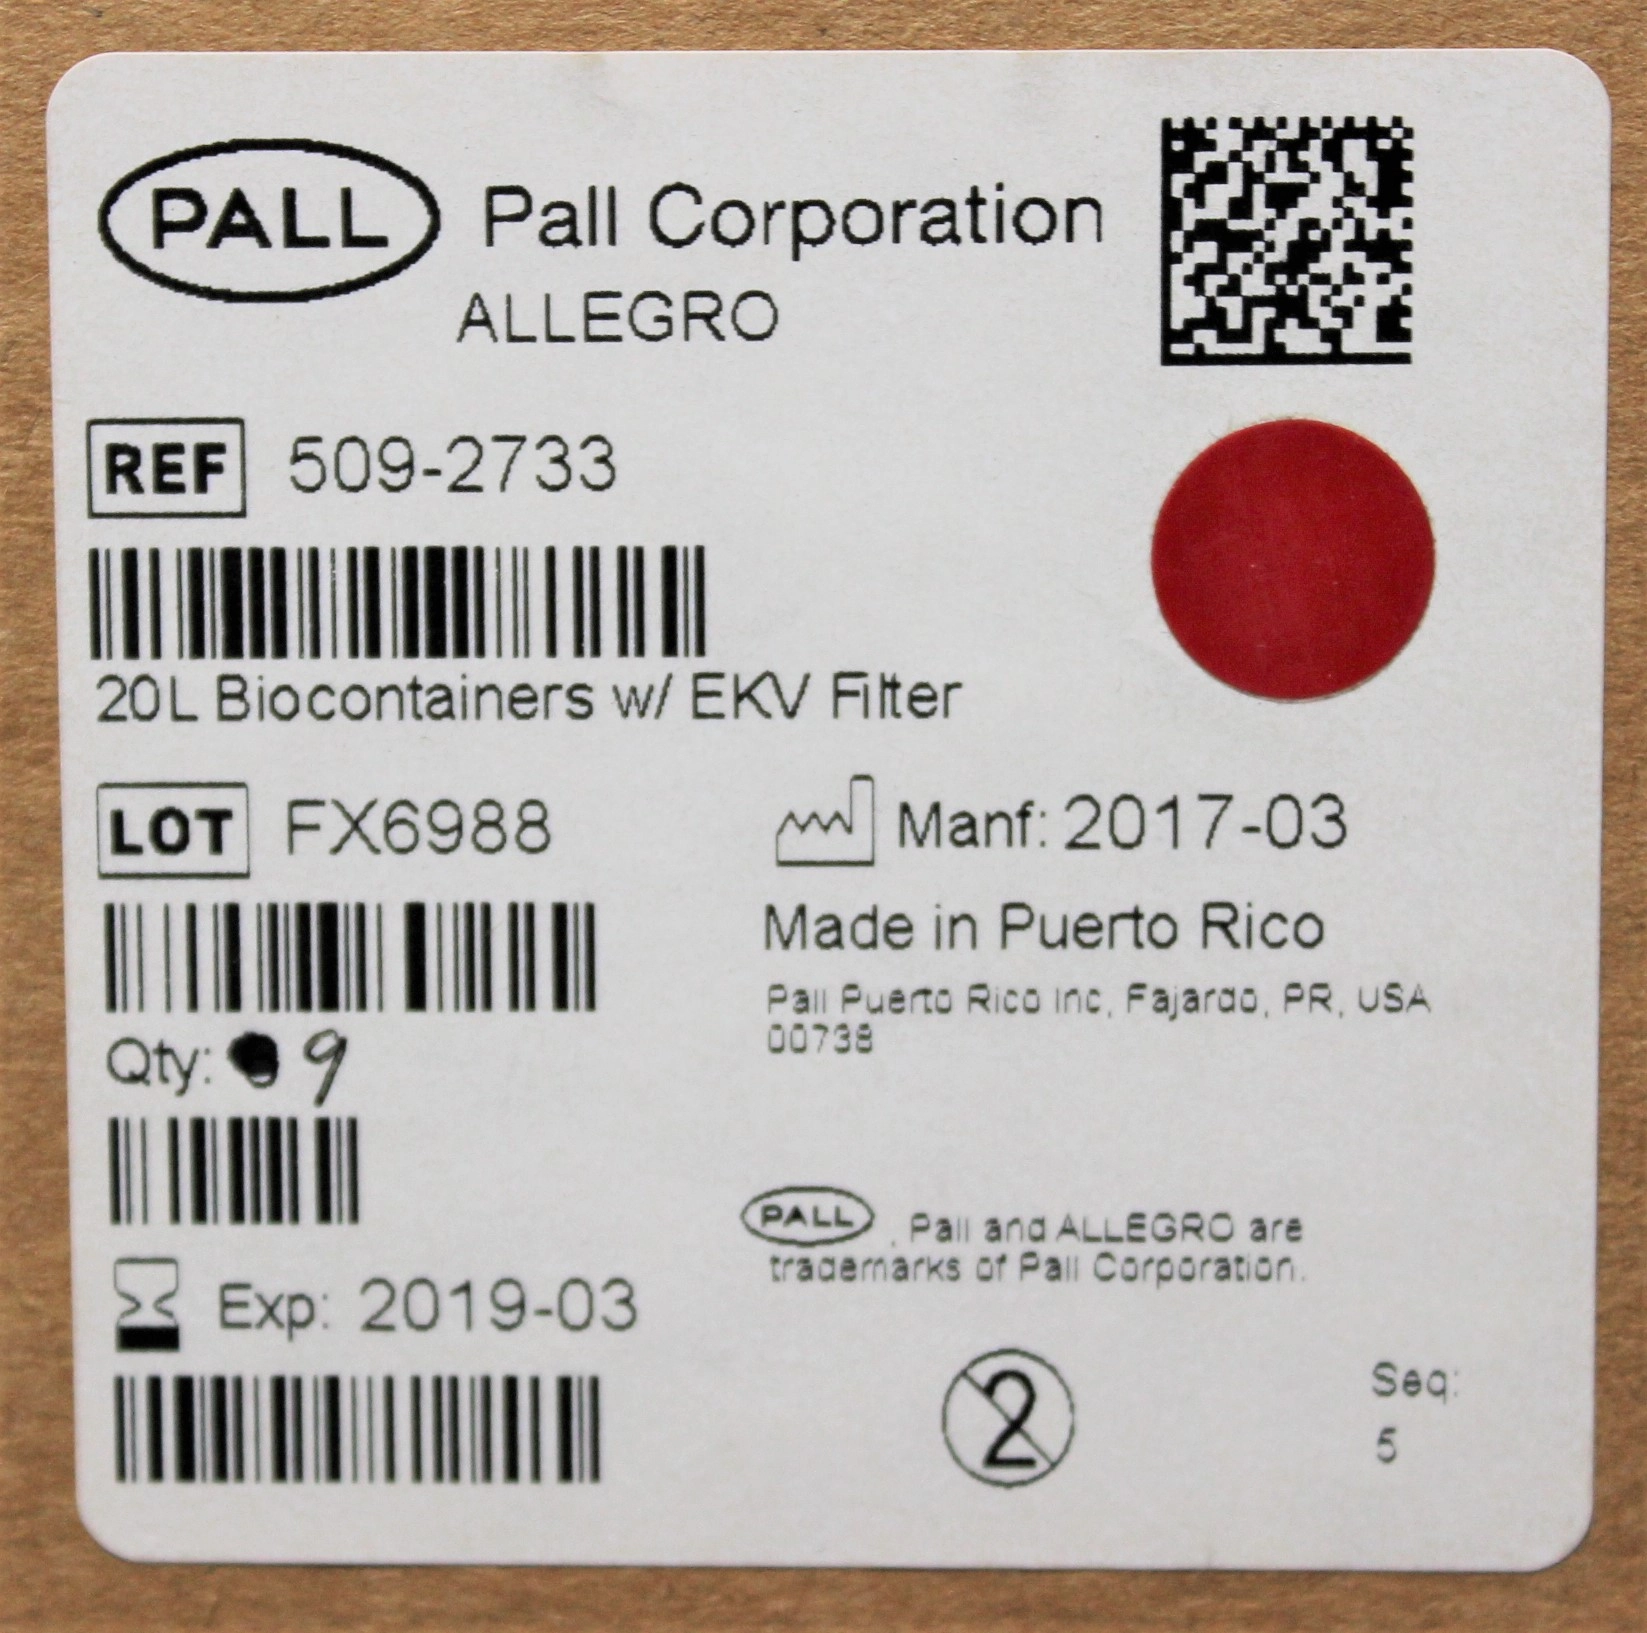 PALL Pall Corporation
ALLEGRO
REF 509-2733
20L Biocontainers w/ EKV Filter
LOT FX6988
Manf: 2017-03
Made in Puerto Rico
Pall Puerto Rico Inc, Fajardo, PR, USA
00738
Qty: 9
PALL , Pall and ALLEGRO are
trademarks of Pall Corporation.
Exp: 2019-03
2
Seq:
5